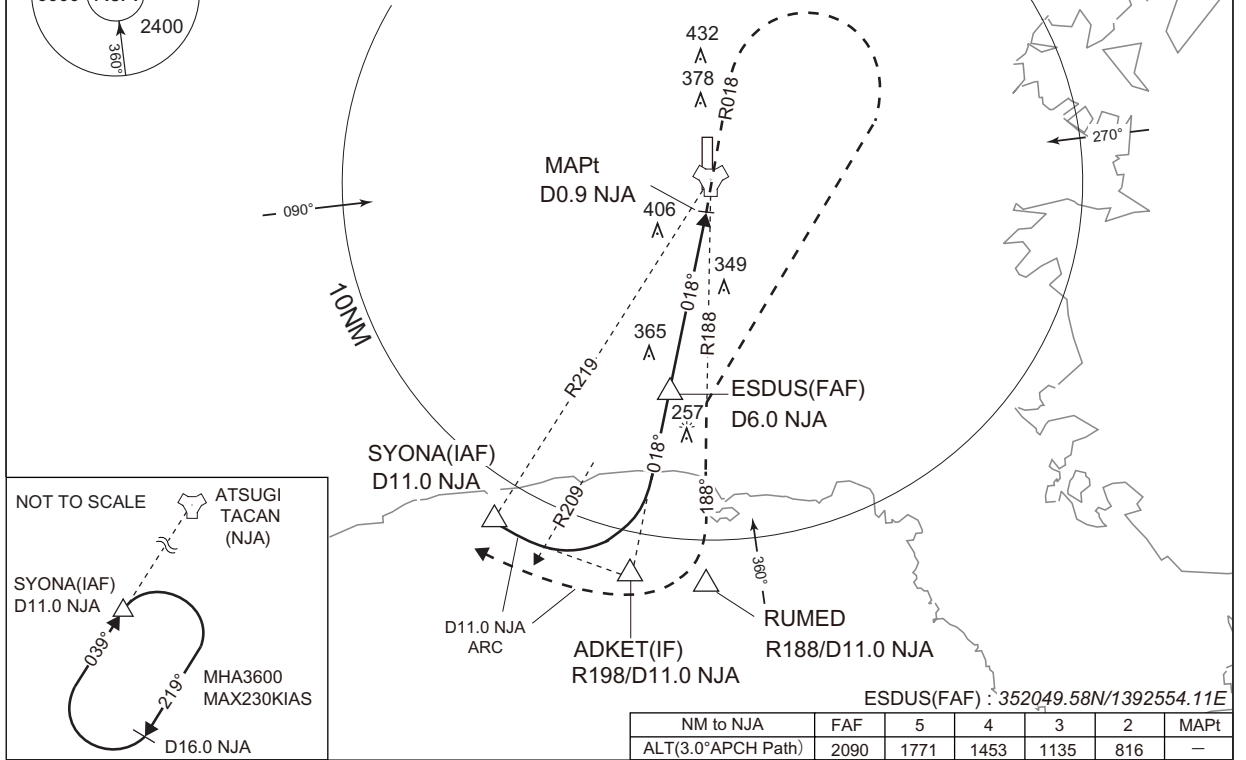 2400
360°
432
378
R018
270°
MAPt
D0.9 NJA
090°
406
349
018°
10NM
365
R188
R219
ESDUS(FAF)
D6.0 NJA
257
018°
SYONA(IAF)
D11.0 NJA
R209
188°
360°
D11.0 NJA
ARC
ADKET(IF)
R198/D11.0 NJA
RUMED
R188/D11.0 NJA
NOT TO SCALE
ATSUGI
TACAN
(NJA)
SYONA(IAF)
D11.0 NJA
039°
219°
MHA3600
MAX230KIAS
D16.0 NJA
ESDUS(FAF) : 352049.58N/1392554.11E
NM to NJA FAF 5 4 3 2 MAPt
ALT(3.0°APCH Path) 2090 1771 1453 1135 816 —